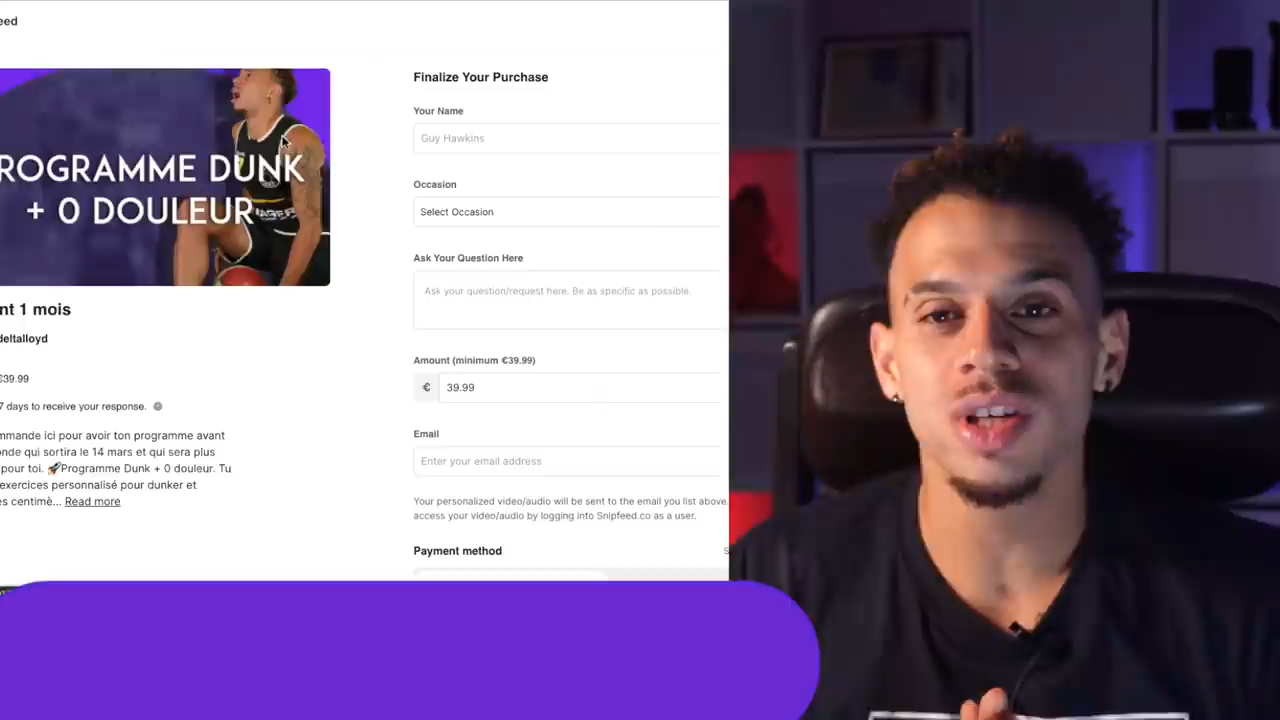 eed
ROGRAMME DUNK
+ 0 DOULEUR
nt 1 mois
deltalloyd
€39.99
7 days to receive your response.
mmande ici pour avoir ton programme avant
onde qui sortira le 14 mars et qui sera plus
pour toi. 🚀Programme Dunk + 0 douleur. Tu
exercices personnalisé pour dunker et
es centimè... Read more
Finalize Your Purchase
Your Name
Guy Hawkins
Occasion
Select Occasion
Ask Your Question Here
Ask your question/request here. Be as specific as possible.
Amount (minimum €39.99)
€ 39.99
Email
Enter your email address
Your personalized video/audio will be sent to the email you list above.
access your video/audio by logging into Snipfeed.co as a user.
Payment method